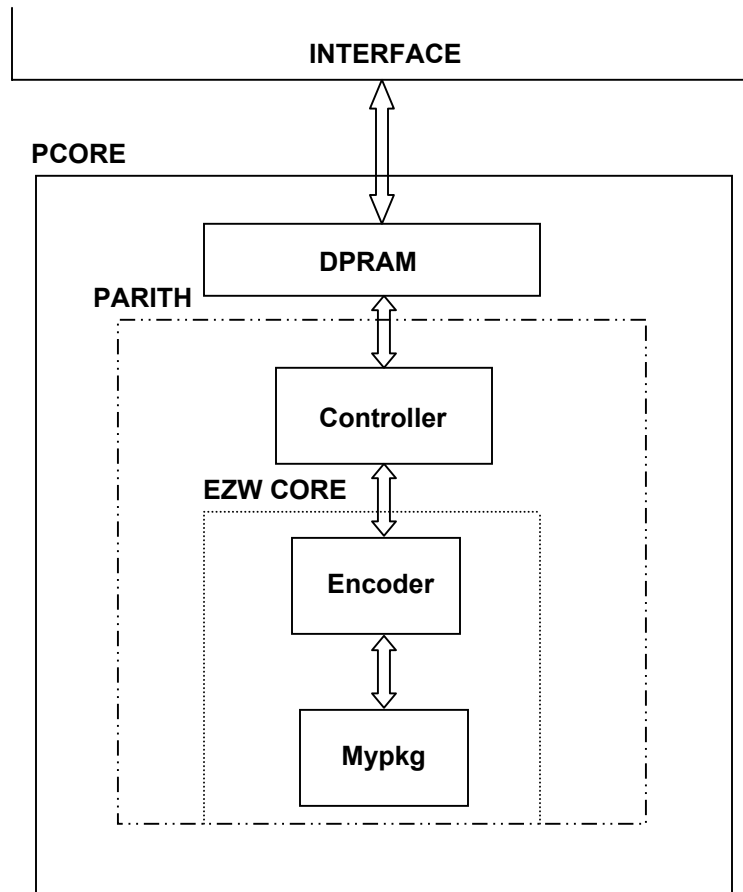 INTERFACE
PCORE
DPRAM
PARITH
Controller
EZW CORE
Encoder
Mypkg